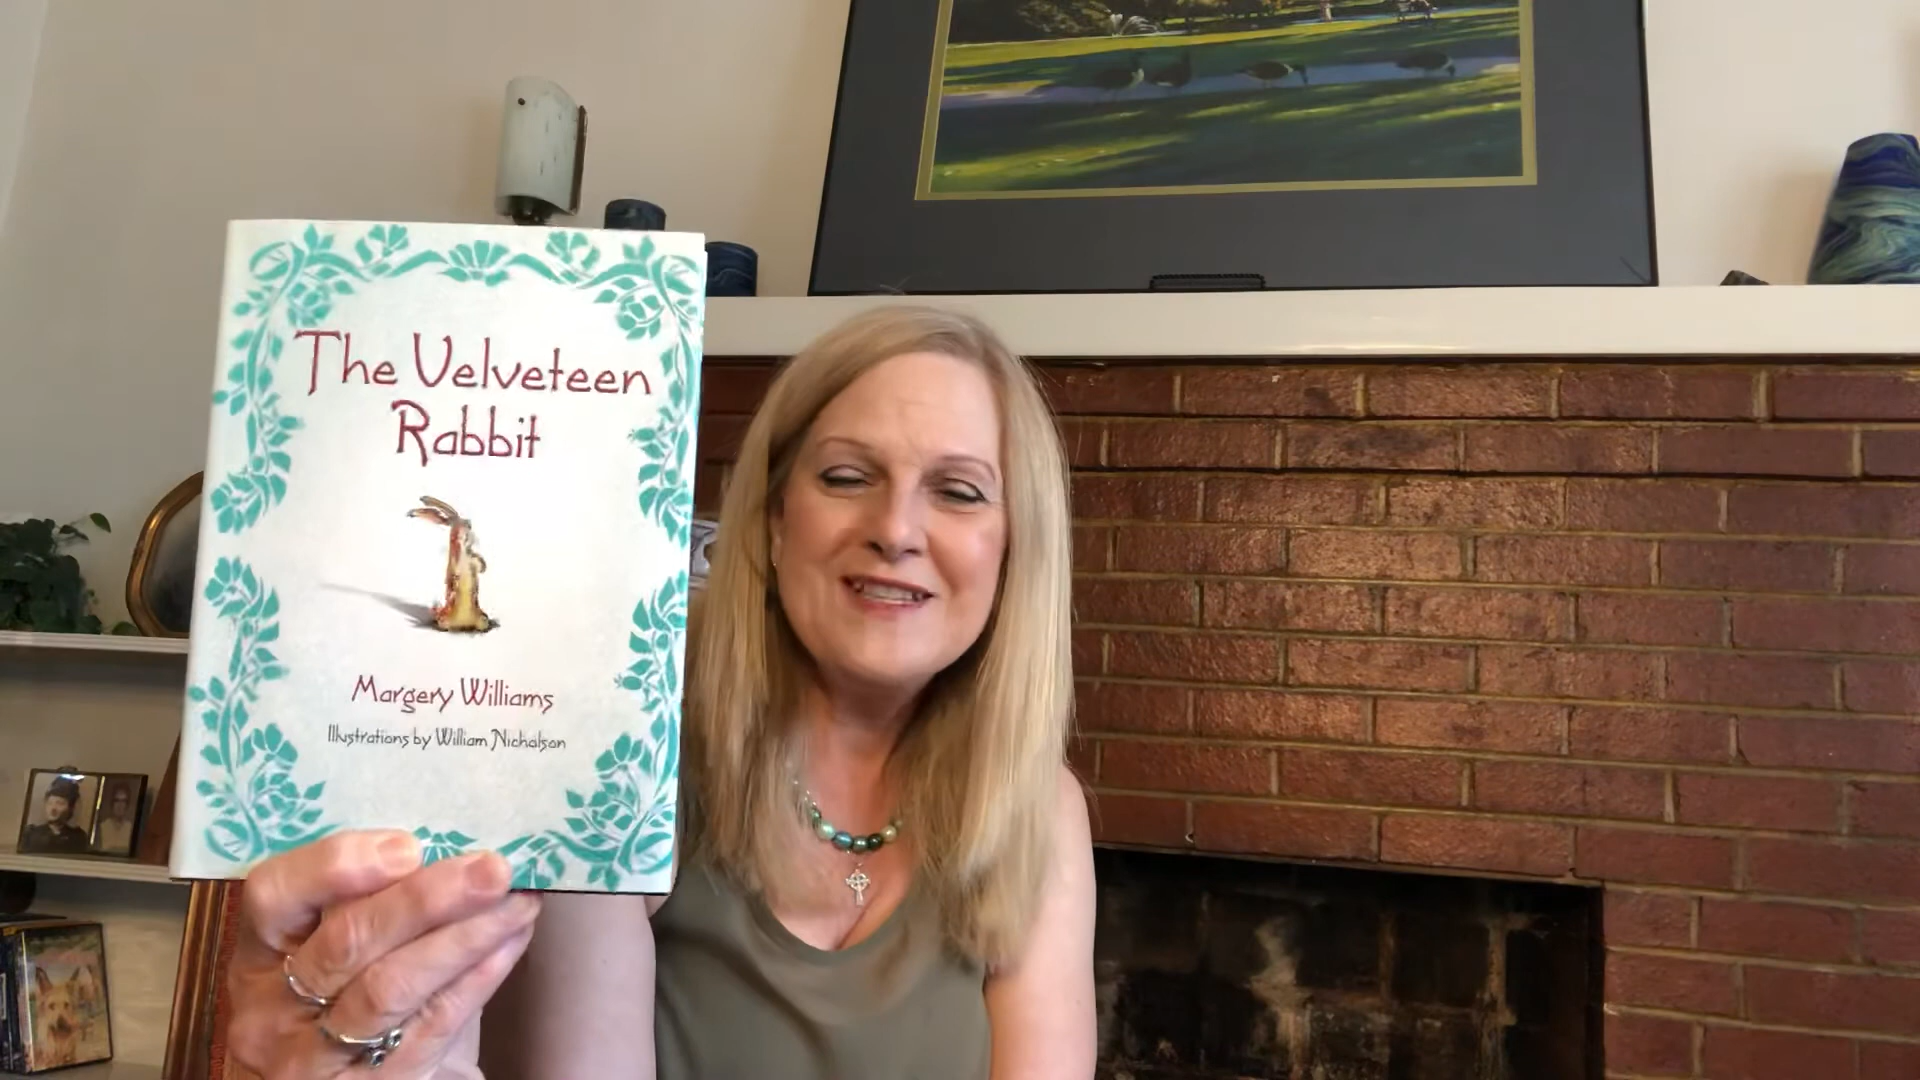 The Velveteen
Rabbit
Margery Williams
Illustrations by William Nicholson